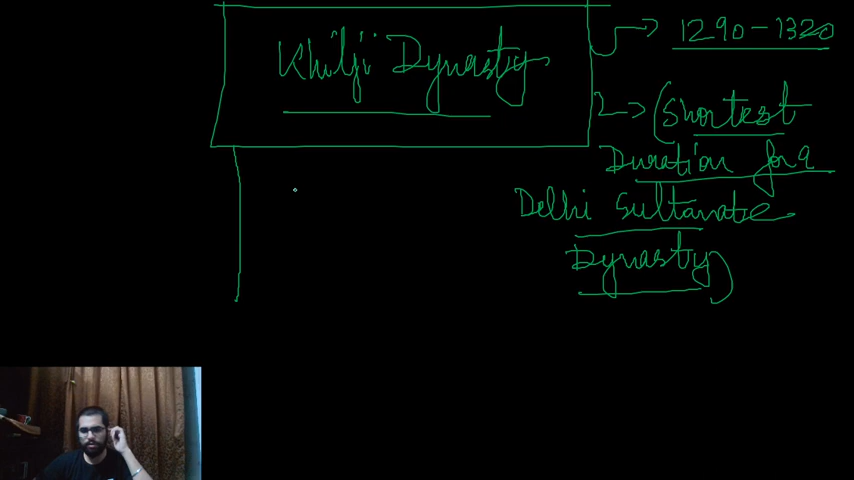 Khilji Dynasty
→ 1290-1320
→ (Shortest
Duration for a
Delhi Sultanate
Dynasty)